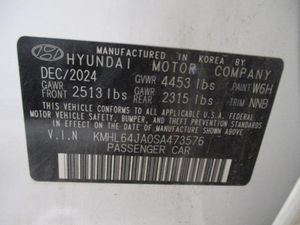 MANUFACTURED IN KOREA BY
HYUNDAI MOTOR COMPANY
DEC/2024 GVWR 4453 lbs PAINT W6H
GAWR FRONT 2513 lbs GAWR REAR 2315 lbs TRIM NNB
THIS VEHICLE CONFORMS TO ALL APPLICABLE U.S. FEDERAL
MOTOR VEHICLE SAFETY, BUMPER, AND THEFT PREVENTION
STANDARDS IN EFFECT ON THE DATE OF MANUFACTURE SHOWN ABOVE.
V.I.N KMHL64JA0SA473576
PASSENGER CAR